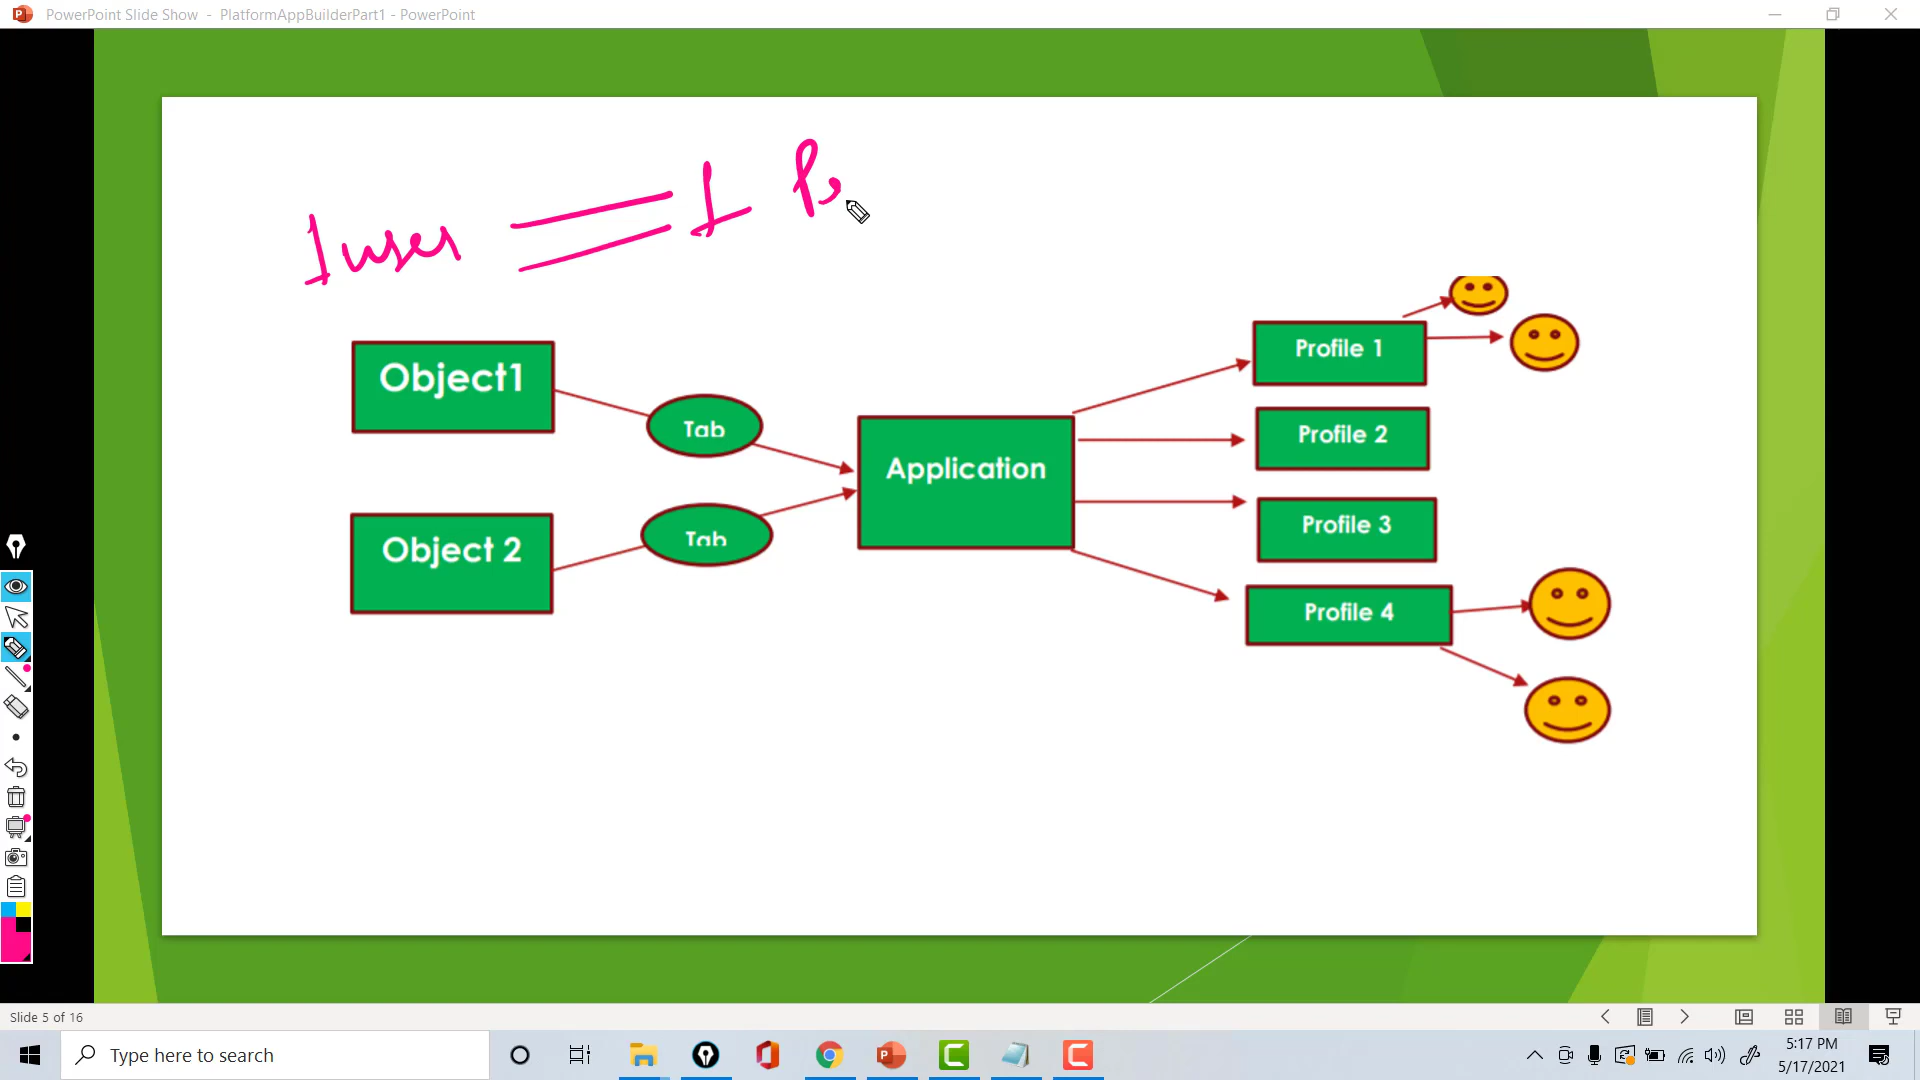 PowerPoint Slide Show - PlatformAppBuilderPart1 - PowerPoint
1 user = 1 Pr
Object1
Tab
Application
Object 2
Tab
Profile 1
Profile 2
Profile 3
Profile 4
Slide 5 of 16
Type here to search
5:17 PM
5/17/2021